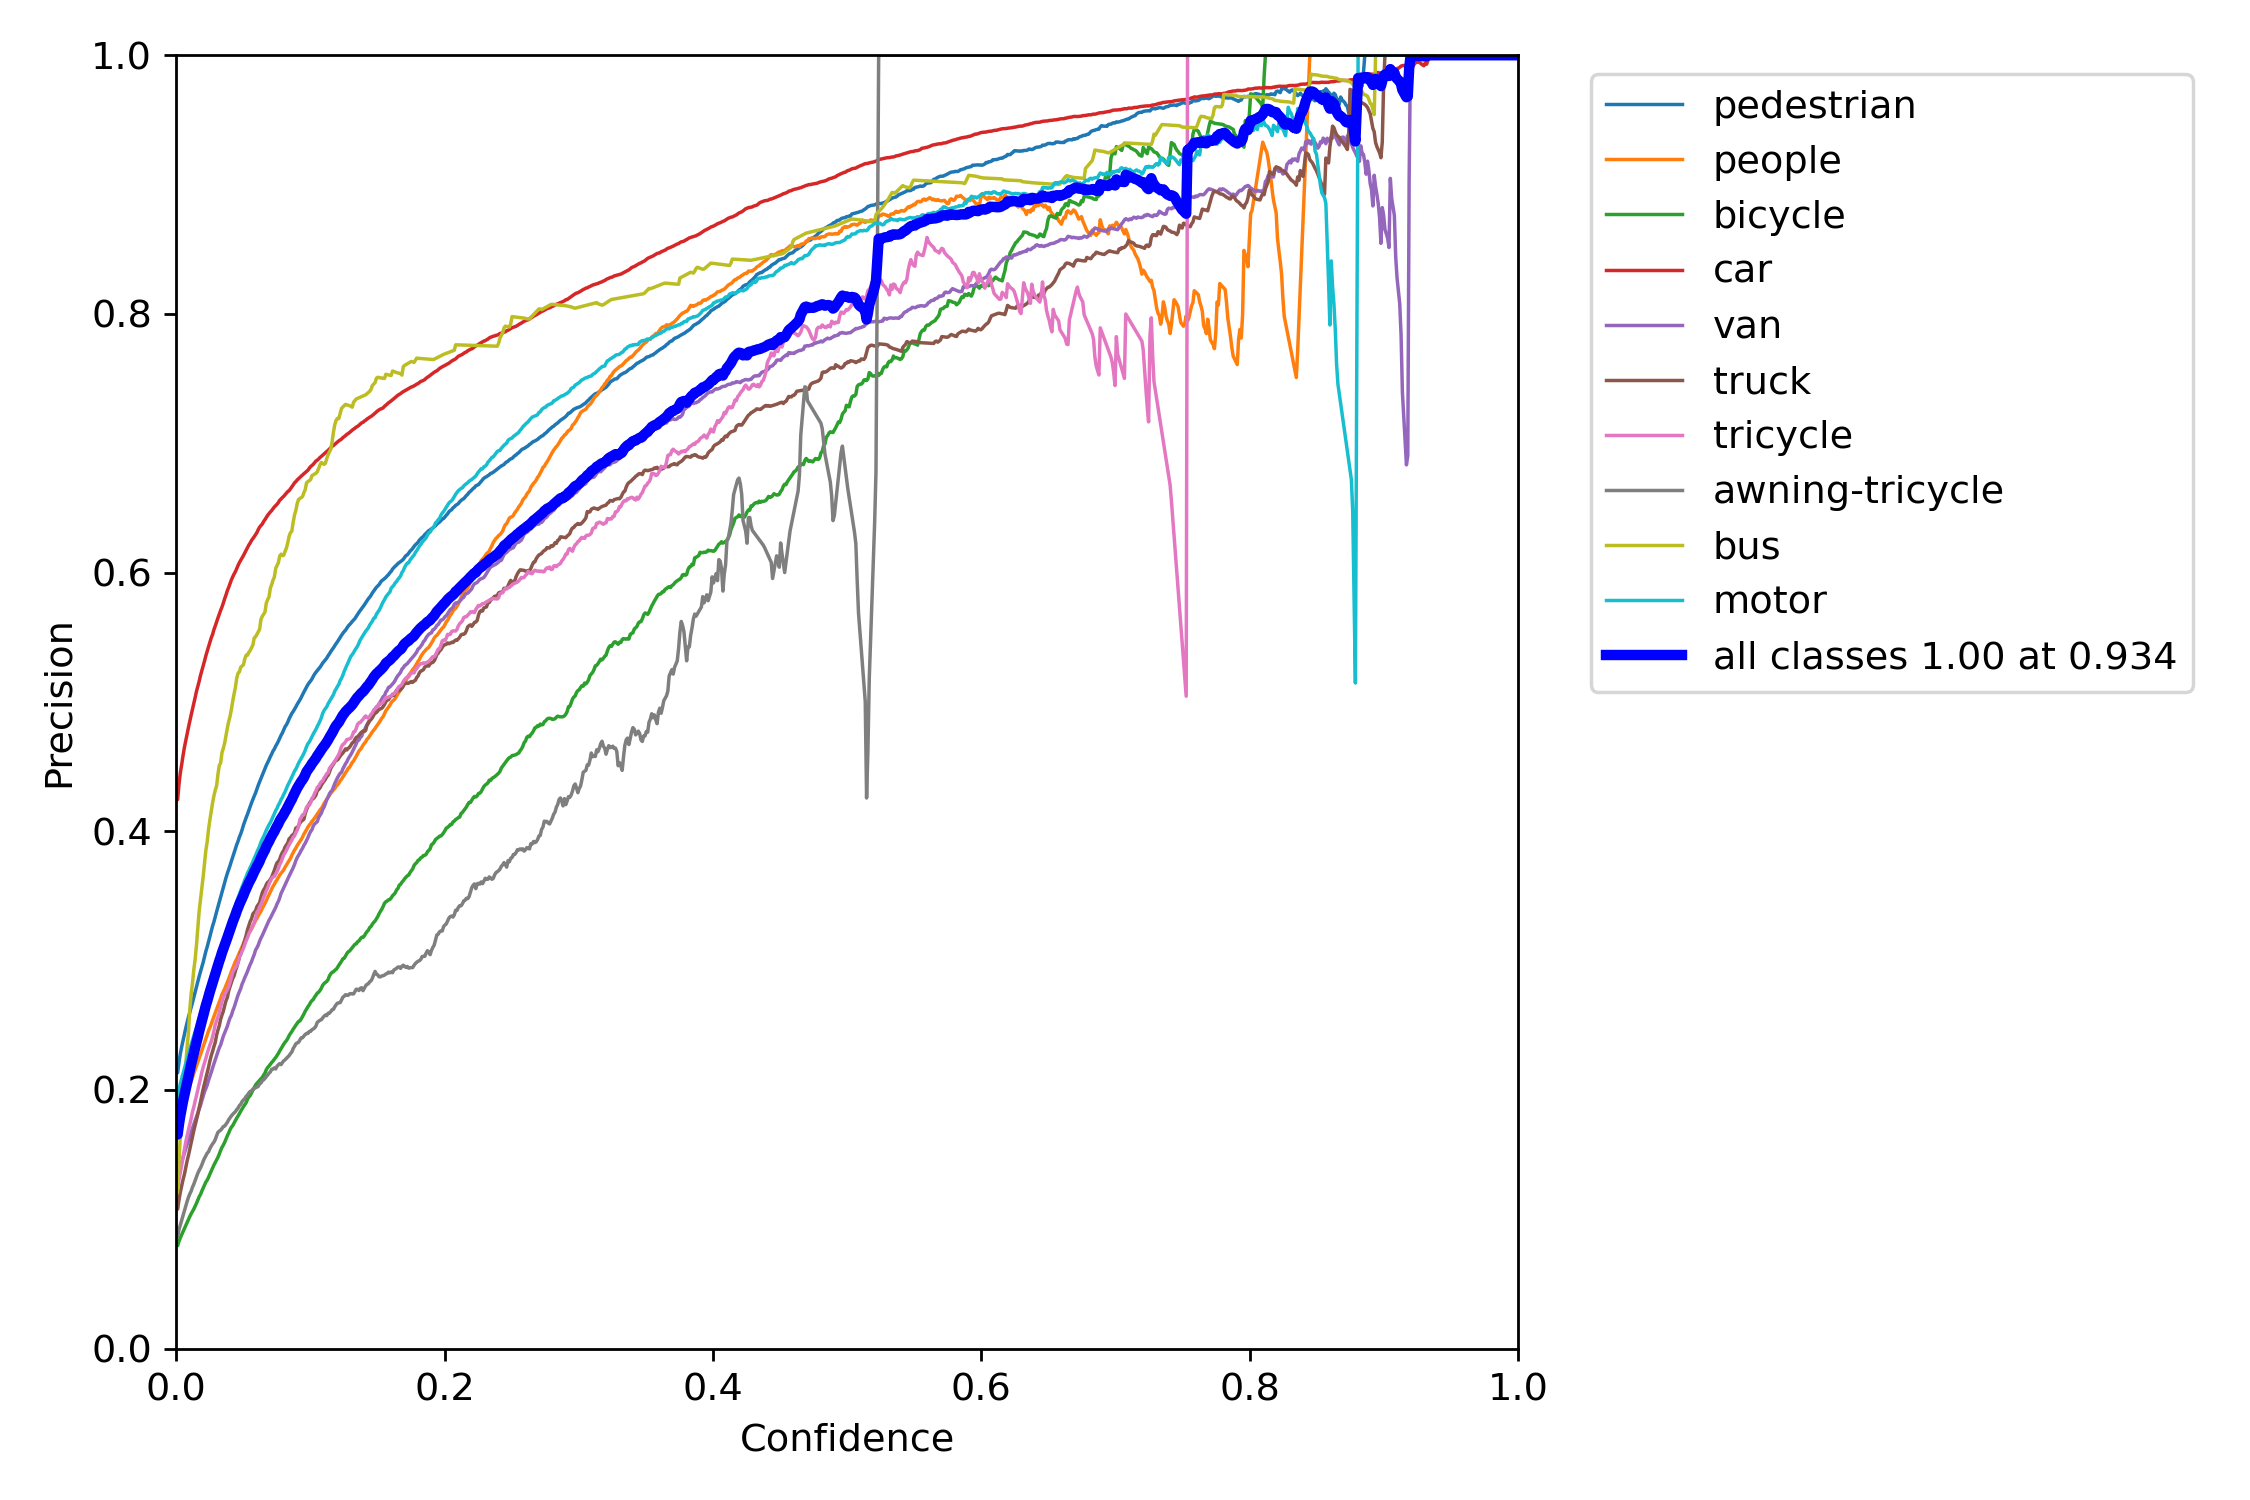 1.0
0.8
0.6
0.4
0.2
0.0
0.0 0.2 0.4 0.6 0.8 1.0
Precision
Confidence
pedestrian
people
bicycle
car
van
truck
tricycle
awning-tricycle
bus
motor
all classes 1.00 at 0.934